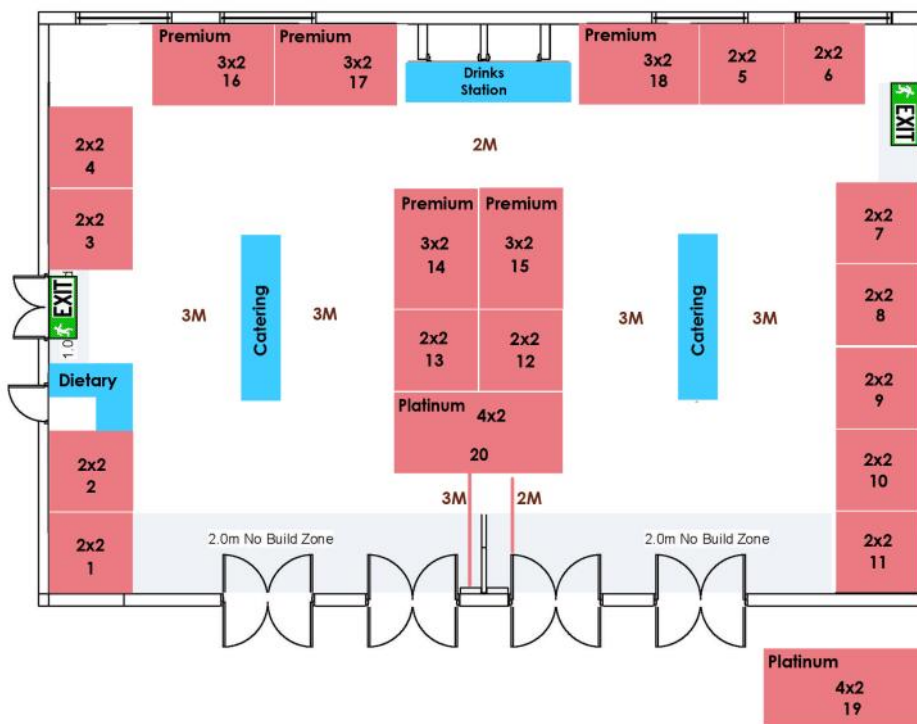 Premium
3x2
16
Premium
3x2
17
Drinks
Station
Premium
3x2
18
2x2
5
2x2
6
EXIT
2x2
4
2M
2x2
3
Premium
3x2
14
Premium
3x2
15
2x2
7
EXIT
1.0
3M
Catering
3M
2x2
13
2x2
12
3M
Catering
3M
2x2
8
Dietary
2x2
9
Platinum
4x2
20
2x2
2
2x2
10
3M
2M
2x2
1
2.0m No Build Zone
2.0m No Build Zone
2x2
11
Platinum
4x2
19